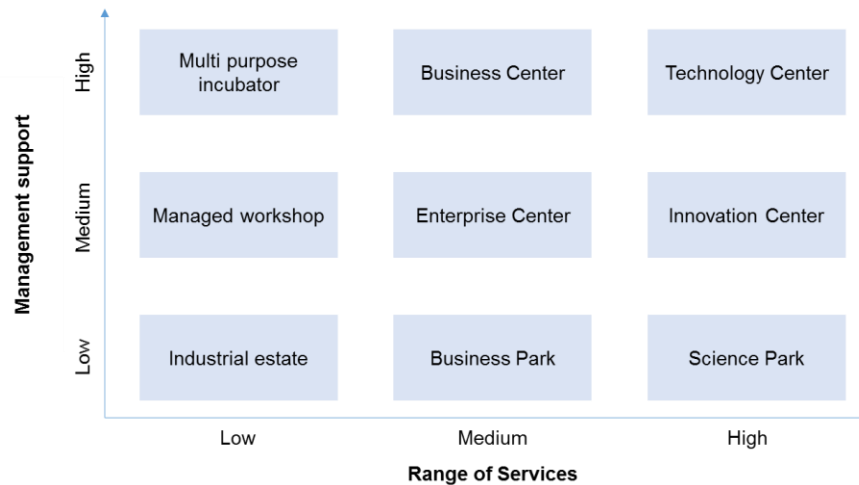 Management support
High
Multi purpose
incubator
Business Center
Technology Center
Medium
Managed workshop
Enterprise Center
Innovation Center
Low
Industrial estate
Business Park
Science Park
Low
Medium
High
Range of Services